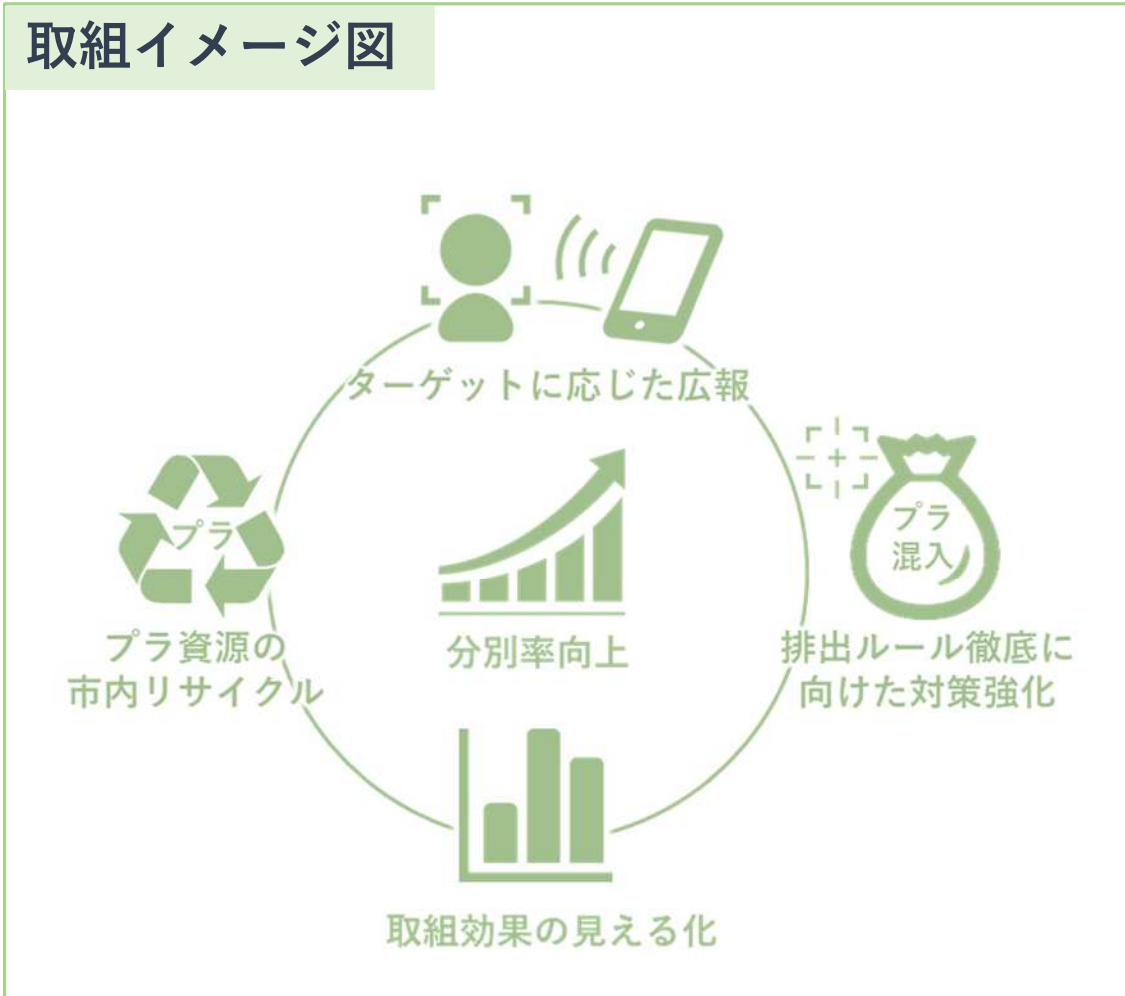 取組イメージ図
ターゲットに応じた広報
プラ
プラ
混入
プラ資源の
市内リサイクル
分別率向上
排出ルール徹底に
向けた対策強化
取組効果の見える化